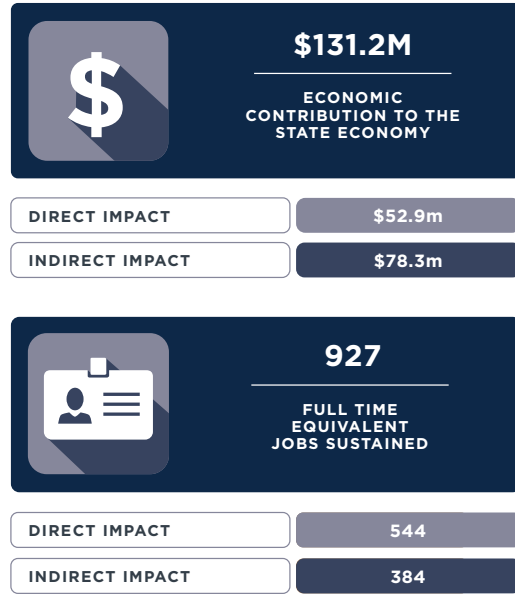 $131.2M
ECONOMIC
CONTRIBUTION TO THE
STATE ECONOMY
DIRECT IMPACT $52.9m
INDIRECT IMPACT $78.3m
927
FULL TIME
EQUIVALENT
JOBS SUSTAINED
DIRECT IMPACT 544
INDIRECT IMPACT 384